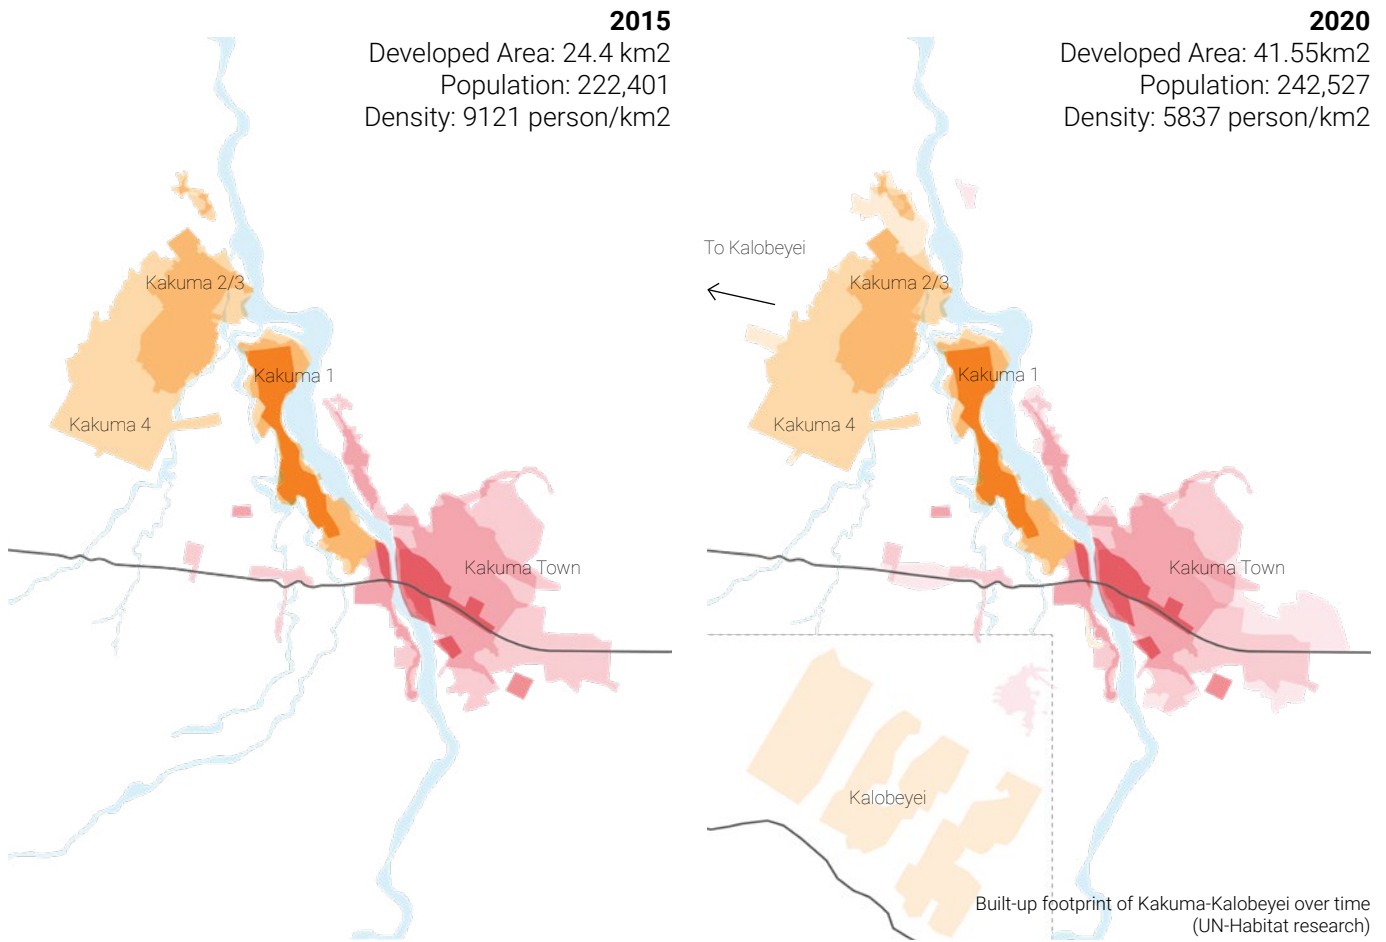 2015
Developed Area: 24.4 km2
Population: 222,401
Density: 9121 person/km2
Kakuma 2/3
Kakuma 1
Kakuma 4
Kakuma Town
2020
Developed Area: 41.55km2
Population: 242,527
Density: 5837 person/km2
To Kalobeyei
Kakuma 2/3
Kakuma 1
Kakuma 4
Kakuma Town
Kalobeyei
Built-up footprint of Kakuma-Kalobeyei over time
(UN-Habitat research)